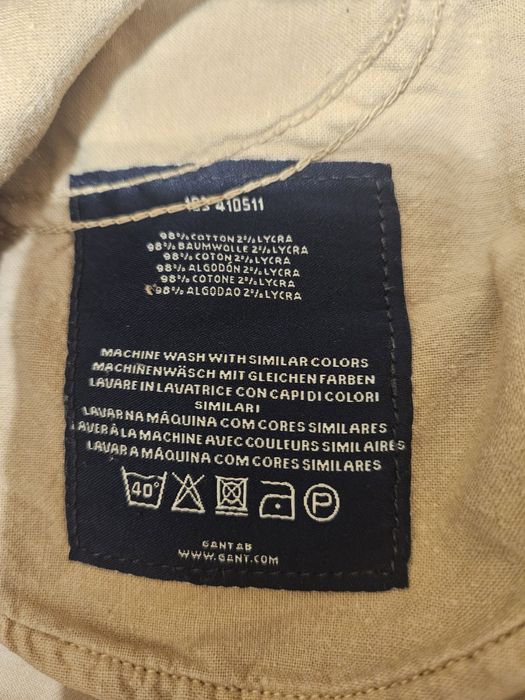 410511
98% COTTON 2% LYCRA
98% BAUMWOLLE 2% LYCRA
98% COTON 2% LYCRA
98% ALGODÓN 2% LYCRA
98% COTONE 2% LYCRA
98% ALGODAO 2% LYCRA
MACHINE WASH WITH SIMILAR COLORS
MACHINENWÄSCH MIT GLEICHEN FARBEN
LAVARE IN LAVATRICE CON CAPI DI COLORI
SIMILARI
LAVAR NA MÁQUINA COM CORES SIMILARES
LAVER À LA MACHINE AVEC COULEURS SIMILAIRES
LAVAR A MÁQUINA COM CORES SIMILARES
40° P
GANT AB
WWW.GANT.COM